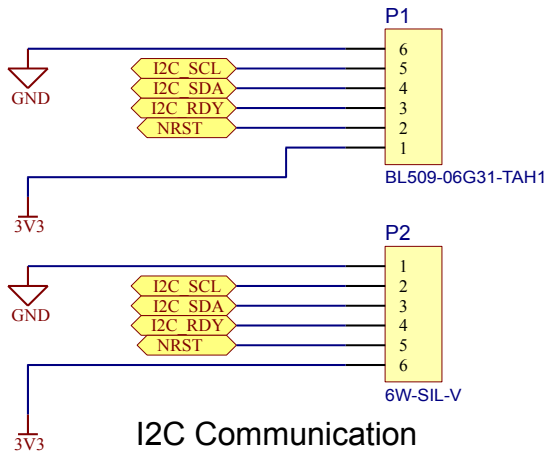 P1
6
I2C_SCL 5
I2C_SDA 4
GND
I2C_RDY 3
NRST 2
1
BL509-06G31-TAH1
3V3
P2
1
I2C_SCL 2
I2C_SDA 3
GND
I2C_RDY 4
NRST 5
6
6W-SIL-V
3V3
I2C Communication